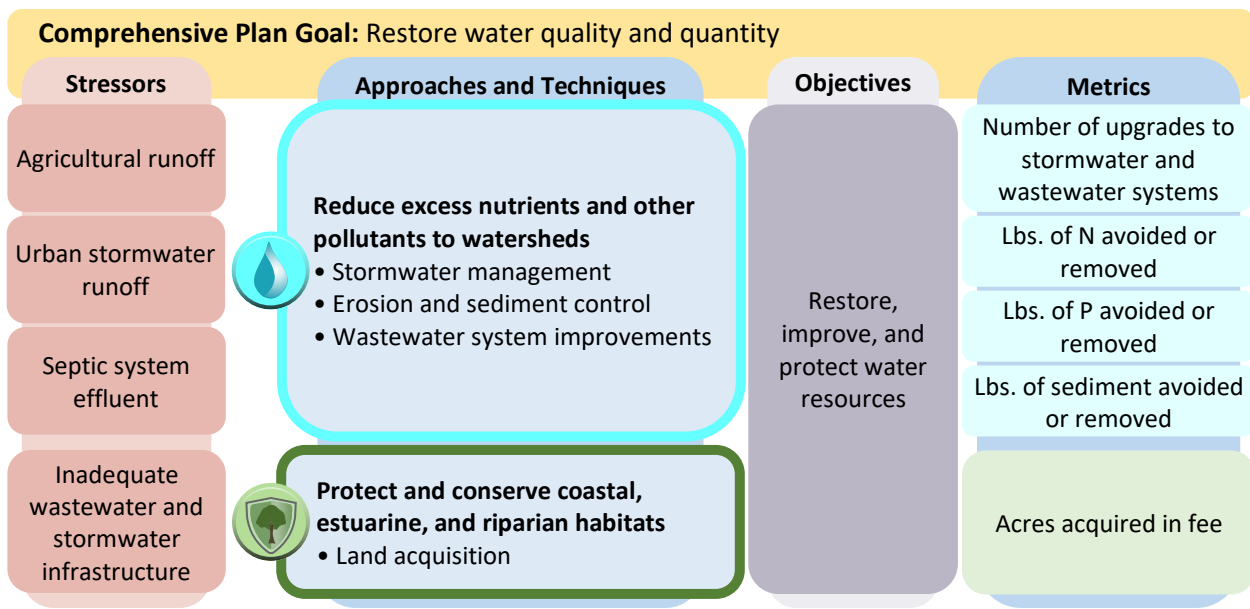 Comprehensive Plan Goal: Restore water quality and quantity
Stressors
Agricultural runoff
Urban stormwater
runoff
Septic system
effluent
Inadequate
wastewater and
stormwater
infrastructure
Approaches and Techniques
Reduce excess nutrients and other
pollutants to watersheds
• Stormwater management
• Erosion and sediment control
• Wastewater system improvements
Protect and conserve coastal,
estuarine, and riparian habitats
• Land acquisition
Objectives
Restore,
improve, and
protect water
resources
Metrics
Number of upgrades to
stormwater and
wastewater systems
Lbs. of N avoided or
removed
Lbs. of P avoided or
removed
Lbs. of sediment avoided
or removed
Acres acquired in fee